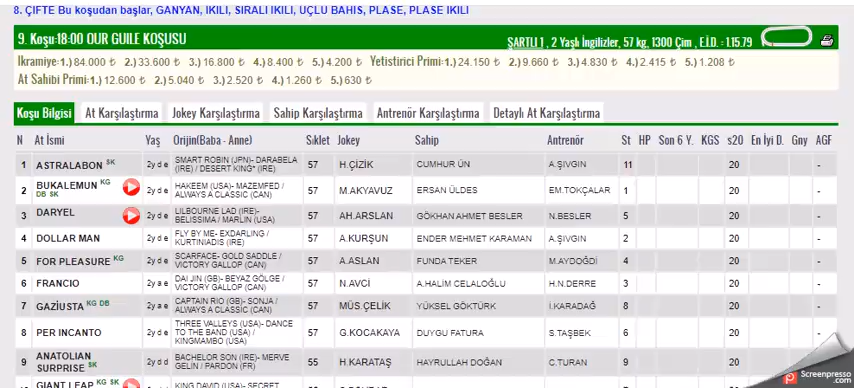 8. ÇİFTE Bu koşudan başlar, GANYAN, İKİLİ, SIRALI İKİLİ, ÜÇLÜ BAHİS, PLASE, PLASE İKİLİ
9. Koşu:18:00 OUR GUILE KOŞUSU
ŞARTLI 1 , 2 Yaşlı İngilizler, 57 kg, 1300 Çim , E.İ.D. : 1.15.79
Ikramiye:1.) 84.000 ₺ 2.) 33.600 ₺ 3.) 16.800 ₺ 4.) 8.400 ₺ 5.) 4.200 ₺ Yetistirici Primi:1.) 24.150 ₺ 2.) 9.660 ₺ 3.) 4.830 ₺ 4.) 2.415 ₺ 5.) 1.208 ₺
At Sahibi Primi:1.) 12.600 ₺ 2.) 5.040 ₺ 3.) 2.520 ₺ 4.) 1.260 ₺ 5.) 630 ₺
Koşu Bilgisi At Karşılaştırma Jokey Karşılaştırma Sahip Karşılaştırma Antrenör Karşılaştırma Detaylı At Karşılaştırma
N At İsmi Yaş Orijin(Baba - Anne) Sıklet Jokey Sahip Antrenör St HP Son 6 Y. KGS s20 En İyi D. Gny AGF
1 ASTRALABON SK 2y d e SMART ROBIN (JPN)- DARABELA (IRE) / DESERT KING* (IRE) 57 H.ÇİZİK CUMHUR ÜN A.ŞIVGIN 11 20 -
2 BUKALEMUN KG DB SK 2y d e HAKEEM (USA)- MAZEMFED / ALWAYS A CLASSIC (CAN) 57 M.AKYAVUZ ERSAN ÜLDES EM.TOKÇALAR 1 20 -
3 DARYEL 2y d e LILBOURNE LAD (IRE)- BELISSIMA / MARLIN (USA) 57 AH.ARSLAN GÖKHAN AHMET BESLER N.BESLER 5 20 -
4 DOLLAR MAN 2y d e FLY BY ME- EXDARLING / KURTINIADIS (IRE) 57 A.KURŞUN ENDER MEHMET KARAMAN A.ŞIVGIN 2 20 -
5 FOR PLEASURE KG 2y d e SCARFACE- GOLD SADDLE / VICTORY GALLOP (CAN) 57 A.ASLAN FUNDA TEKER M.AYDOĞDİ 4 20 -
6 FRANCIO 2y a e DAI JIN (GB)- BEYAZ GÖLGE / VICTORY GALLOP (CAN) 57 N.AVCİ A.HALİM CELALOĞLU H.N.DERRE 3 20 -
7 GAZİUSTA KG DB 2y a e CAPTAIN RIO (GB)- SONJA / ALWAYS A CLASSIC (CAN) 57 MÜS.ÇELİK YÜKSEL GÖKTÜRK İ.KARADAĞ 8 20 -
8 PER INCANTO 2y d e THREE VALLEYS (USA)- DANCE TO THE BAND (USA) / KINGMAMBO (USA) 57 G.KOCAKAYA DUYGU FATURA S.TAŞBEK 6 20 -
9 ANATOLIAN SURPRISE SK 2y d d BACHELOR SON (IRE)- MERVE GELİN / PARDON (FR) 55 H.KARATAŞ HAYRULLAH DOĞAN C.TURAN 9 20
GIANT LEAP KG SK KING DAVID (USA)- SECRET
Screenpresso.com